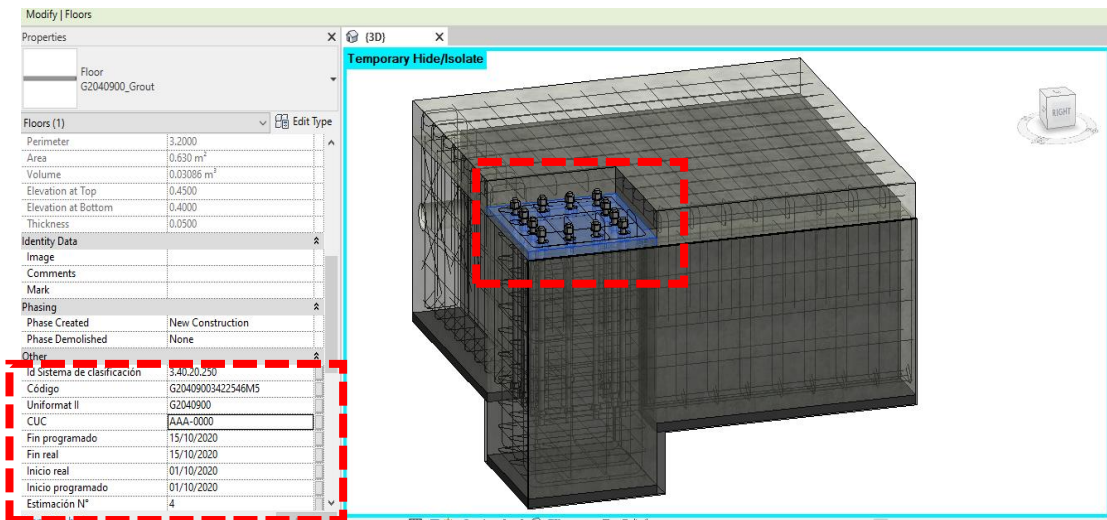 Modify | Floors
Properties X
{3D} X
Floor
G2040900_Grout
Floors (1) Edit Type
Perimeter 3.2000
Area 0.630 m²
Volume 0.03086 m³
Elevation at Top 0.4500
Elevation at Bottom 0.4000
Thickness 0.0500
Identity Data
Image
Comments
Mark
Phasing
Phase Created New Construction
Phase Demolished None
Other
Id Sistema de clasificación 3.40.20.250
Código G20409003422546M5
Uniformat II G2040900
CUC AAA-0000
Fin programado 15/10/2020
Fin real 15/10/2020
Inicio real 01/10/2020
Inicio programado 01/10/2020
Estimación N° 4
Temporary Hide/Isolate
RIGHT